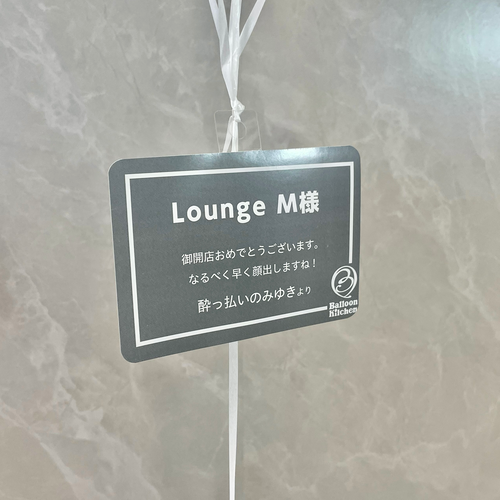 Lounge M様
御開店おめでとうございます。
なるべく早く顔出しますね！
酔っ払いのみゆきより
Balloon
Kitchen